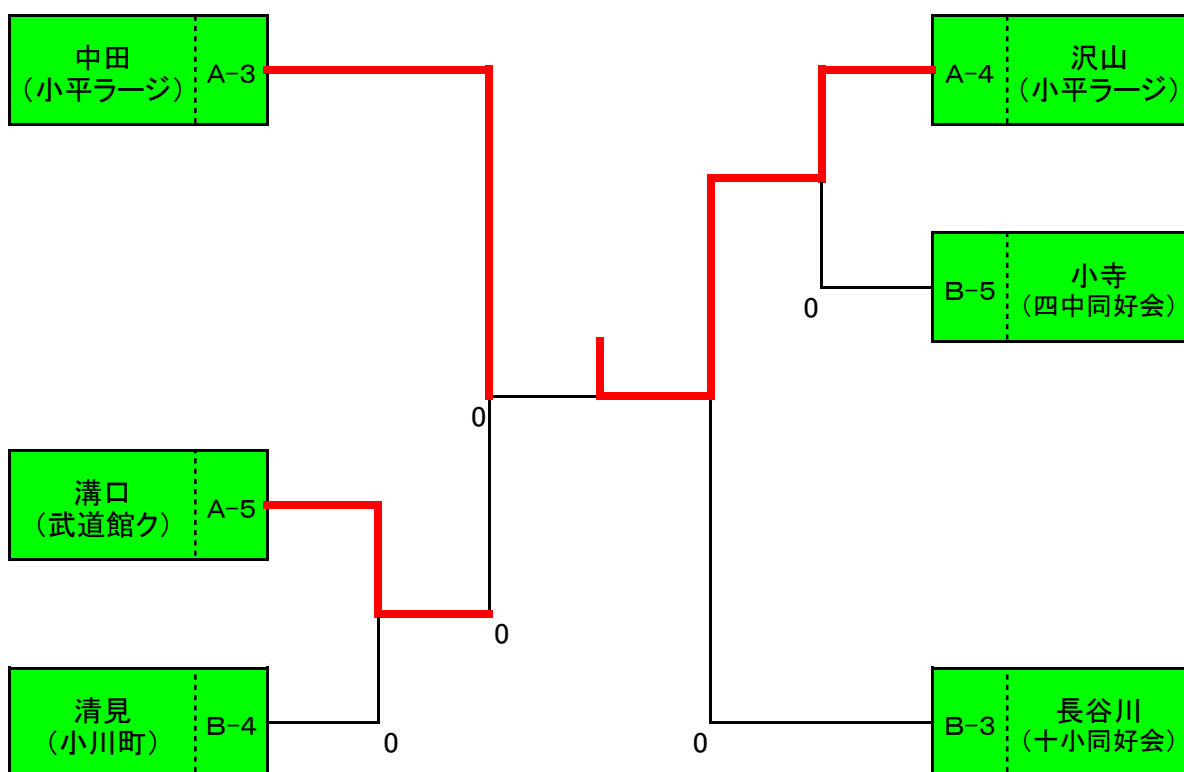 中田
(小平ラージ)
A-3
沢山
(小平ラージ)
A-4
小寺
(四中同好会)
B-5
0
0
溝口
(武道館ク)
A-5
0
清見
(小川町)
B-4
0
0
長谷川
(十小同好会)
B-3